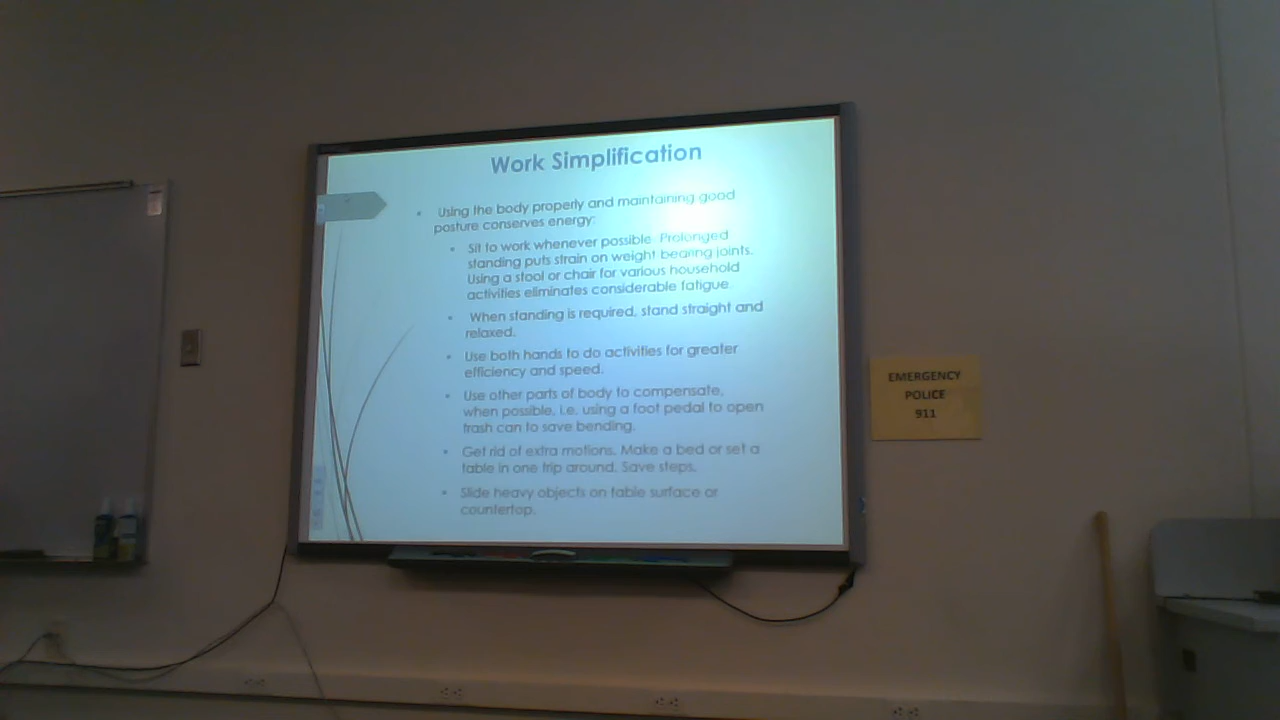 Work Simplification
Using the body properly and maintaining good
posture conserves energy:
Sit to work whenever possible. Prolonged
standing puts strain on weight bearing joints.
Using a stool or chair for various household
activities eliminates considerable fatigue.
When standing is required, stand straight and
relaxed.
Use both hands to do activities for greater
efficiency and speed.
Use other parts of body to compensate,
when possible, i.e. using a foot pedal to open
trash can to save bending.
Get rid of extra motions. Make a bed or set a
table in one trip around. Save steps.
Slide heavy objects on table surface or
countertop.
EMERGENCY
POLICE
911